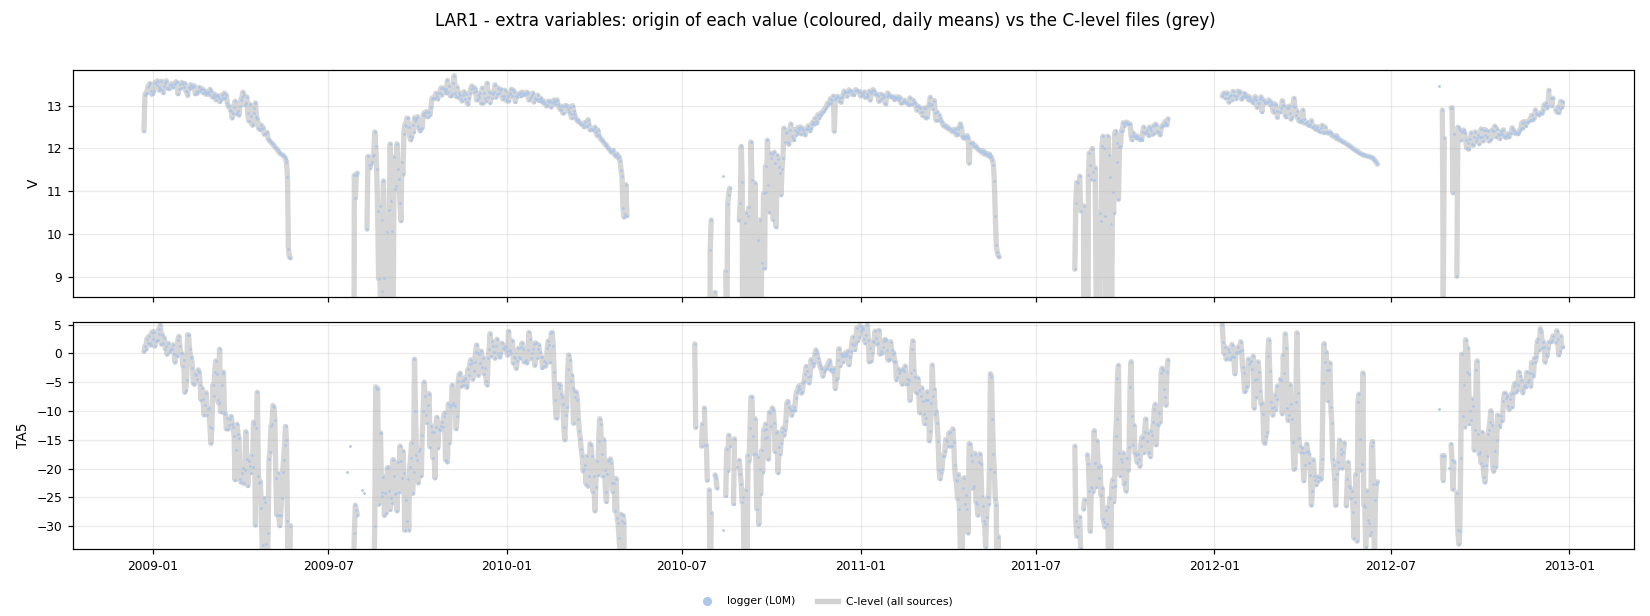 LAR1 - extra variables: origin of each value (coloured, daily means) vs the C-level files (grey)
13
12
11
10
9
V
5
0
−5
−10
−15
−20
−25
−30
TA5
2009-01 2009-07 2010-01 2010-07 2011-01 2011-07 2012-01 2012-07 2013-01
logger (L0M) C-level (all sources)